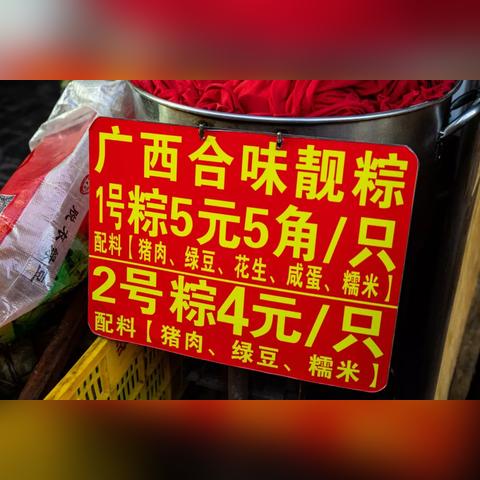 广西合味靓粽
1号粽5元5角/只
配料【猪肉、绿豆、花生、咸蛋、糯米】
2号粽4元/只
配料【猪肉、绿豆、糯米】